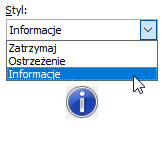 Styl:
Informacje
Zatrzymaj
Ostrzeżenie
Informacje